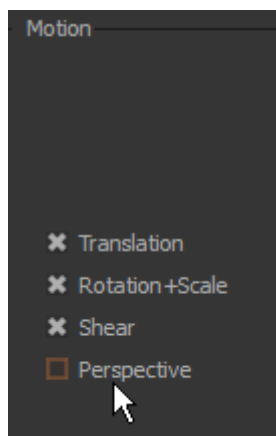 Motion
Translation
Rotation+Scale
Shear
Perspective